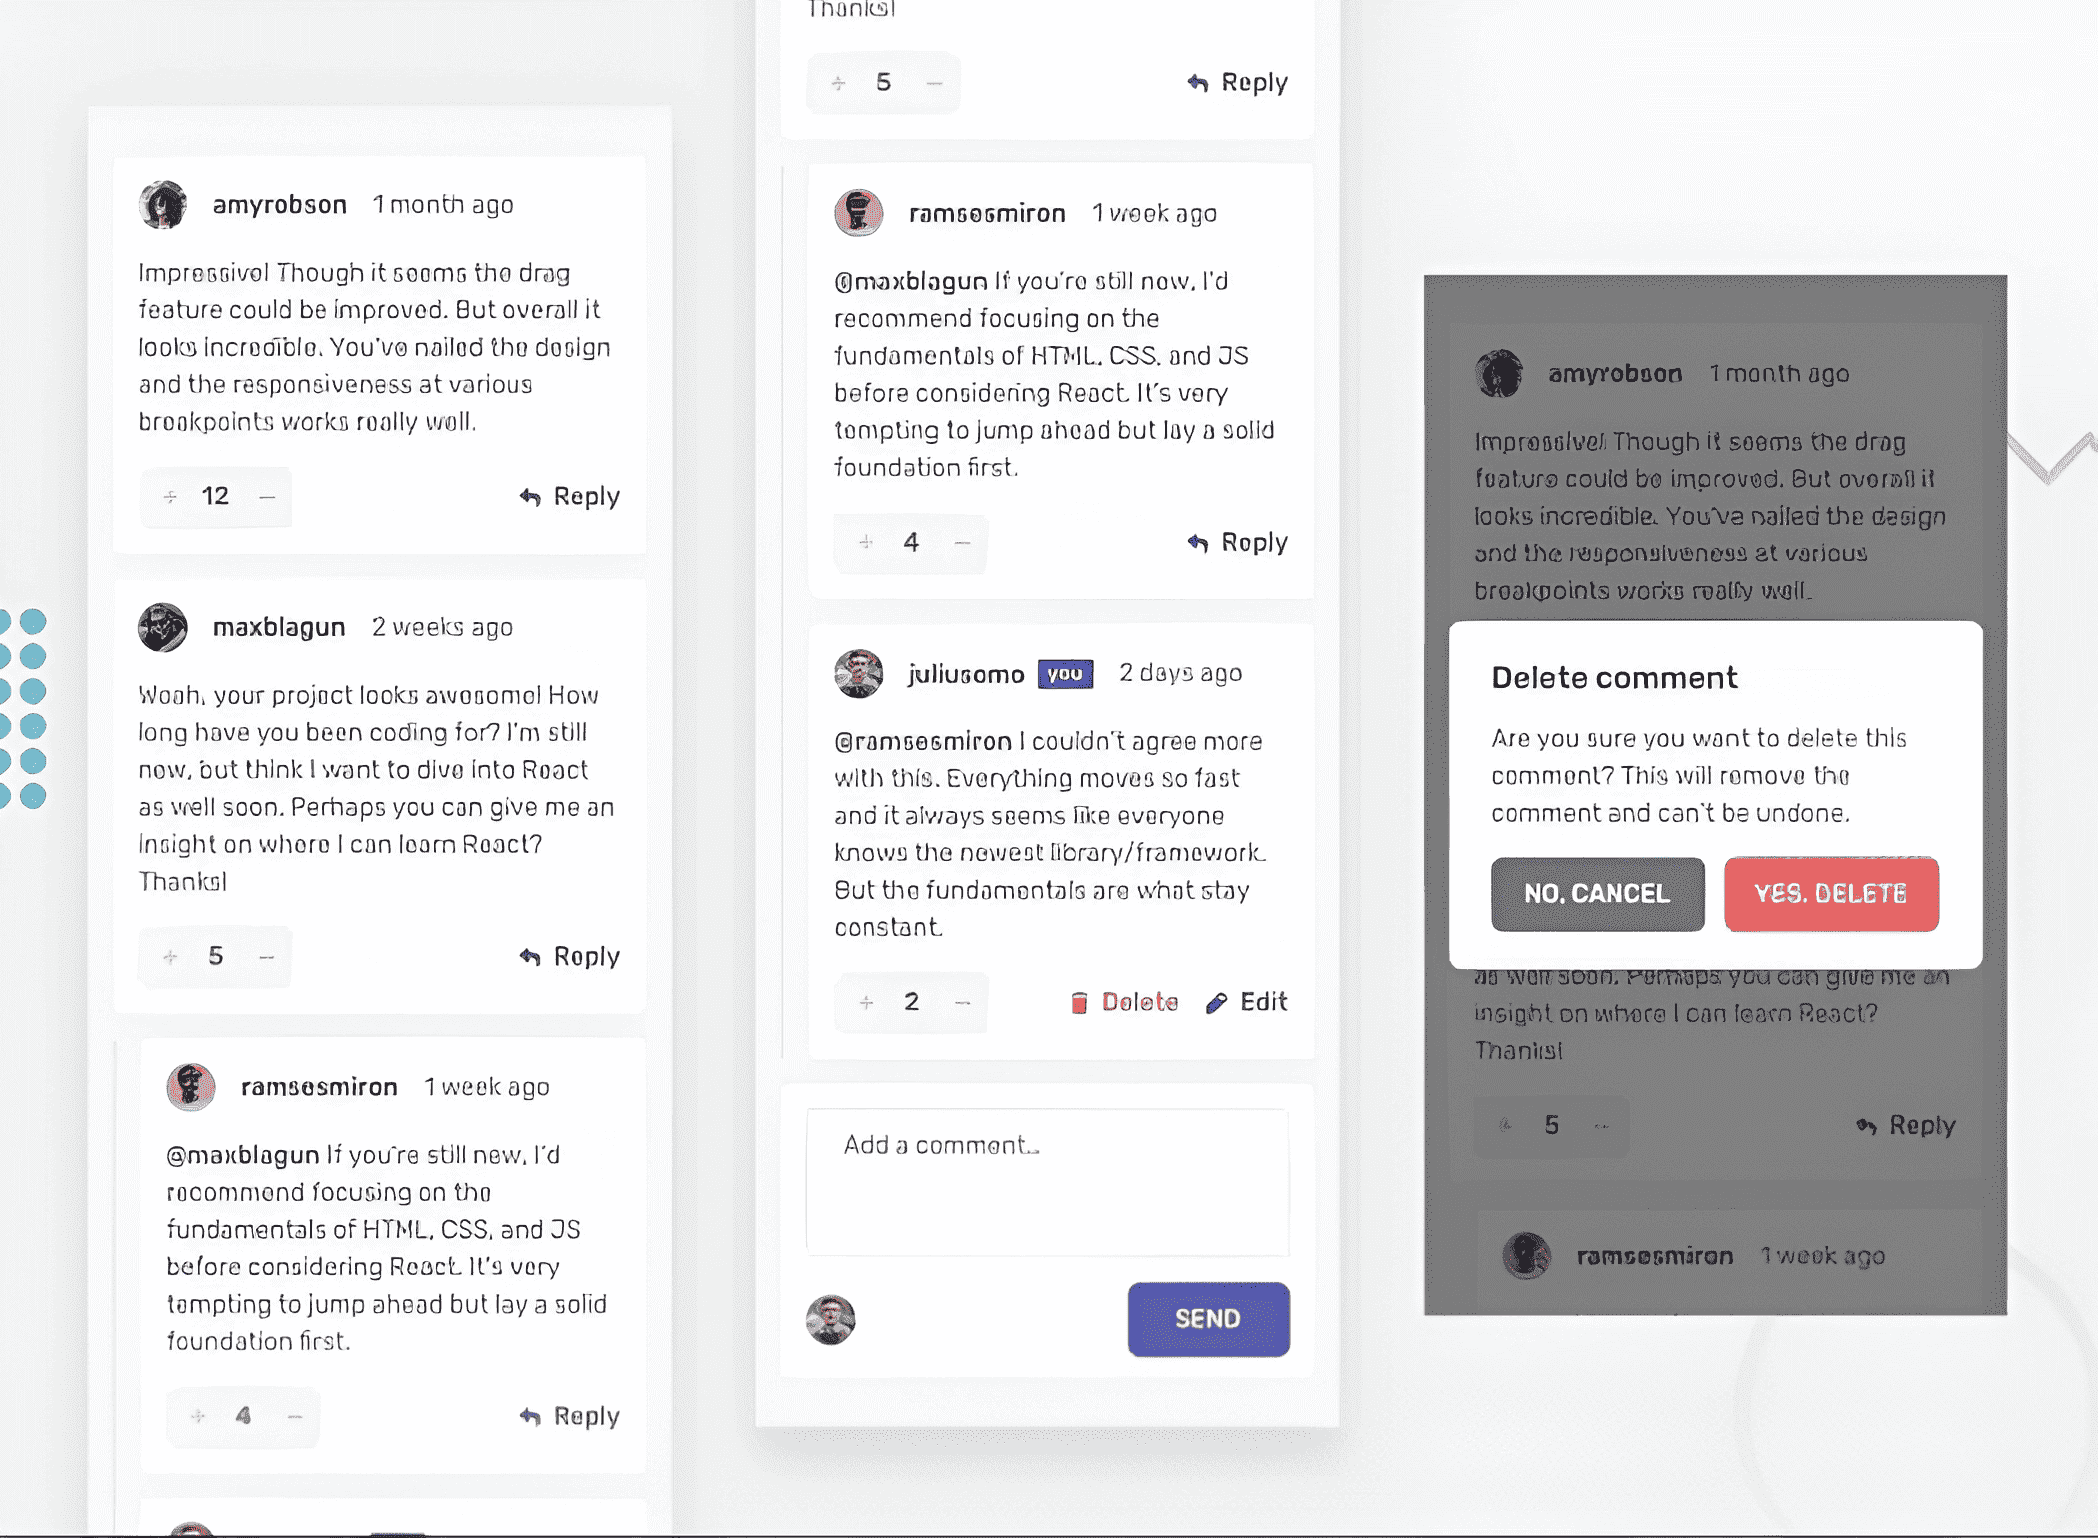 amyrobson 1 month ago
Impressive! Though it seems the drag
feature could be improved. But overall it
looks incredible. You've nailed the design
and the responsiveness at various
breakpoints works really well.
+ 12 −
Reply
maxblagun 2 weeks ago
Woah, your project looks awesome! How
long have you been coding for? I'm still
new, but think I want to dive into React
as well soon. Perhaps you can give me an
insight on where I can learn React?
Thanks!
+ 5 −
Reply
ramsesmiron 1 week ago
@maxblagun If you're still new, I'd
recommend focusing on the
fundamentals of HTML, CSS, and JS
before considering React. It's very
tempting to jump ahead but lay a solid
foundation first.
+ 4 −
Reply
Thanks!
+ 5 −
Reply
ramsesmiron 1 week ago
@maxblagun If you're still new, I'd
recommend focusing on the
fundamentals of HTML, CSS, and JS
before considering React. It's very
tempting to jump ahead but lay a solid
foundation first.
+ 4 −
Reply
juliusomo you 2 days ago
@ramsesmiron I couldn't agree more
with this. Everything moves so fast
and it always seems like everyone
knows the newest library/framework.
But the fundamentals are what stay
constant.
+ 2 −
Delete Edit
Add a comment...
SEND
amyrobson 1 month ago
Impressive! Though it seems the drag
feature could be improved. But overall it
looks incredible. You've nailed the design
and the responsiveness at various
breakpoints works really well.
Delete comment
Are you sure you want to delete this
comment? This will remove the
comment and can't be undone.
NO, CANCEL
YES, DELETE
as well soon. Perhaps you can give me an
insight on where I can learn React?
Thanks!
+ 5 −
Reply
ramsesmiron 1 week ago